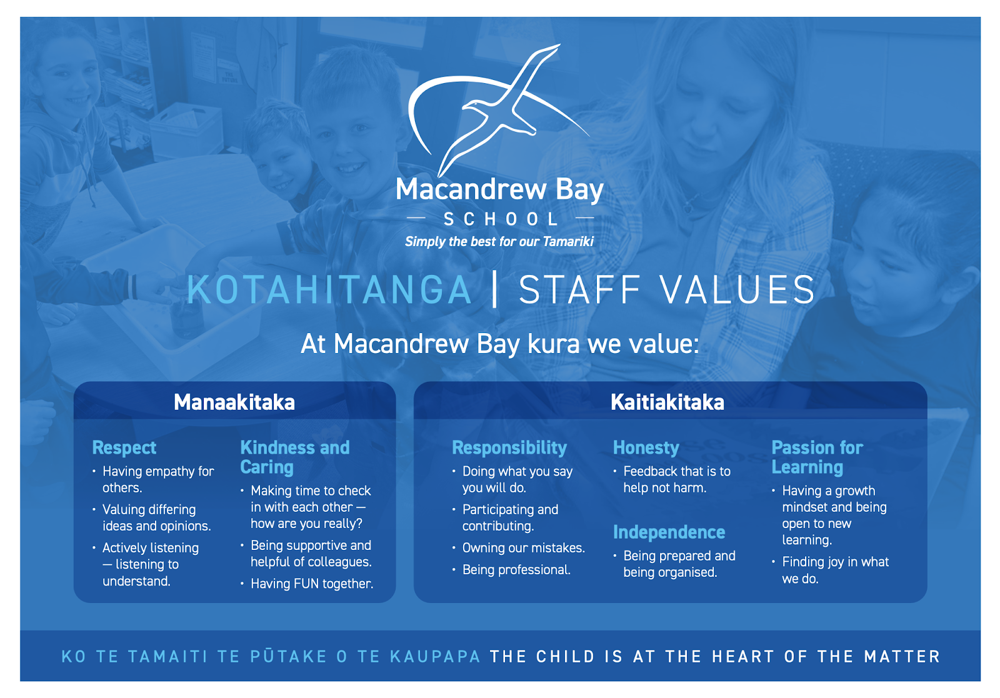 Macandrew Bay
SCHOOL
Simply the best for our Tamariki
KOTAHITANGA | STAFF VALUES
At Macandrew Bay kura we value:
Manaakitaka
Respect
• Having empathy for
others.
• Valuing differing
ideas and opinions.
• Actively listening
— listening to
understand.
Kindness and
Caring
• Making time to check
in with each other —
how are you really?
• Being supportive and
helpful of colleagues.
• Having FUN together.
Kaitiakitaka
Responsibility
• Doing what you say
you will do.
• Participating and
contributing.
• Owning our mistakes.
• Being professional.
Honesty
• Feedback that is to
help not harm.
Independence
• Being prepared and
being organised.
Passion for
Learning
• Having a growth
mindset and being
open to new
learning.
• Finding joy in what
we do.
KO TE TAMAITI TE PŪTAKE O TE KAUPAPA THE CHILD IS AT THE HEART OF THE MATTER